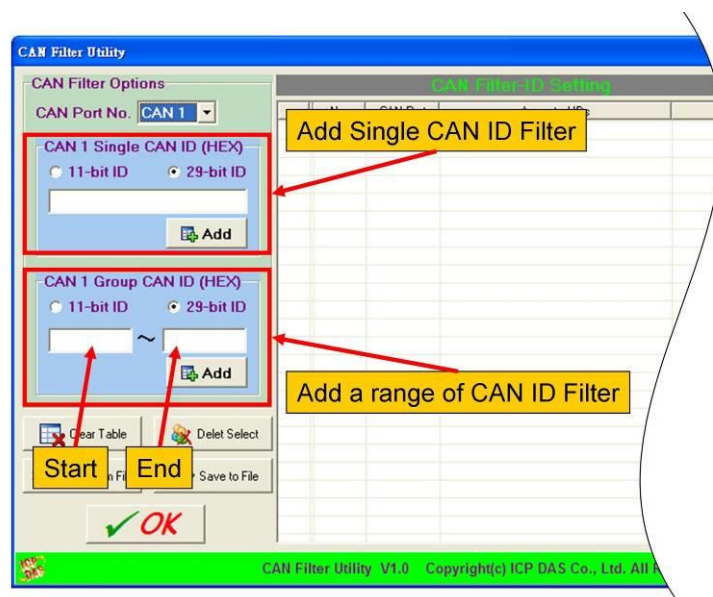 CAN Filter Utility
CAN Filter Options
CAN Filter-ID Setting
CAN Port No. CAN 1
Add Single CAN ID Filter
CAN 1 Single CAN ID (HEX)
11-bit ID 29-bit ID
Add
CAN 1 Group CAN ID (HEX)
11-bit ID 29-bit ID
~
Add
Add a range of CAN ID Filter
Table Delet Select
Start End Save to File
OK
ICP DAS
CAN Filter Utility V1.0 Copyright(c) ICP DAS Co., Ltd. All